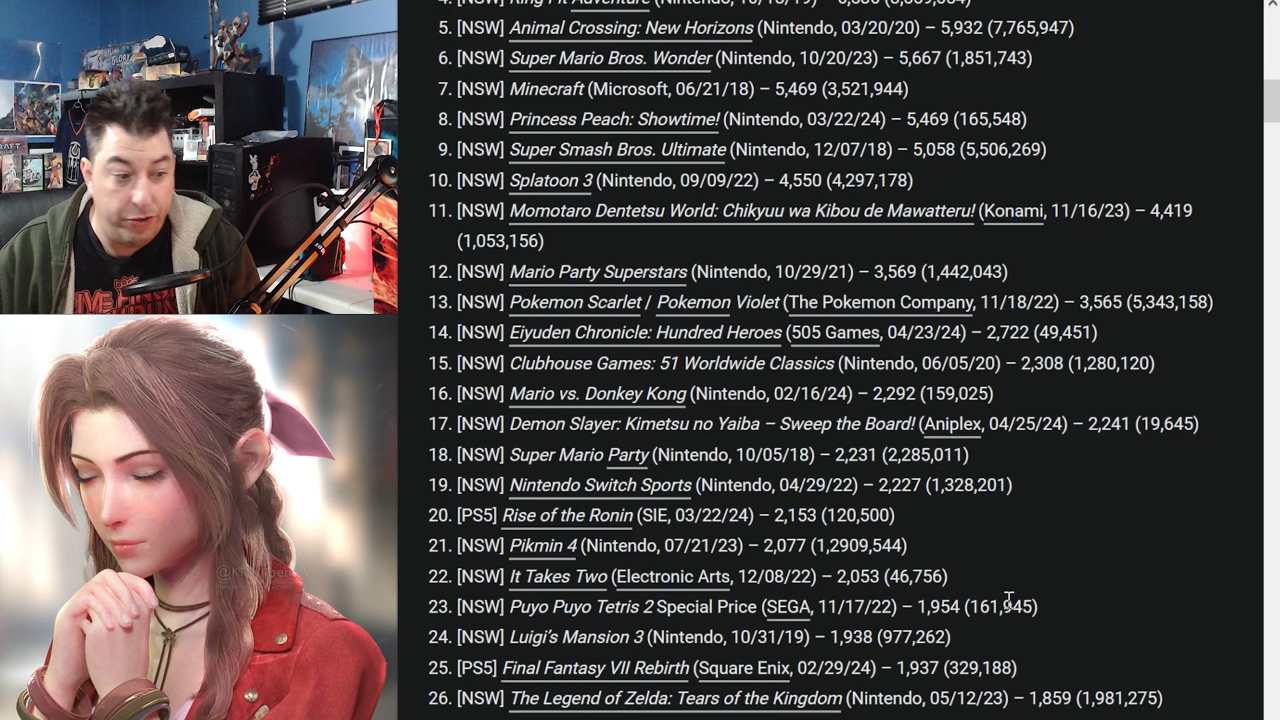 4. [NSW] Ring Fit Adventure (Nintendo, 10/18/19) –
5. [NSW] Animal Crossing: New Horizons (Nintendo, 03/20/20) – 5,932 (7,765,947)
6. [NSW] Super Mario Bros. Wonder (Nintendo, 10/20/23) – 5,667 (1,851,743)
7. [NSW] Minecraft (Microsoft, 06/21/18) – 5,469 (3,521,944)
8. [NSW] Princess Peach: Showtime! (Nintendo, 03/22/24) – 5,469 (165,548)
9. [NSW] Super Smash Bros. Ultimate (Nintendo, 12/07/18) – 5,058 (5,506,269)
10. [NSW] Splatoon 3 (Nintendo, 09/09/22) – 4,550 (4,297,178)
11. [NSW] Momotaro Dentetsu World: Chikyuu wa Kibou de Mawatteru! (Konami, 11/16/23) – 4,419
(1,053,156)
12. [NSW] Mario Party Superstars (Nintendo, 10/29/21) – 3,569 (1,442,043)
13. [NSW] Pokemon Scarlet / Pokemon Violet (The Pokemon Company, 11/18/22) – 3,565 (5,343,158)
14. [NSW] Eiyuden Chronicle: Hundred Heroes (505 Games, 04/23/24) – 2,722 (49,451)
15. [NSW] Clubhouse Games: 51 Worldwide Classics (Nintendo, 06/05/20) – 2,308 (1,280,120)
16. [NSW] Mario vs. Donkey Kong (Nintendo, 02/16/24) – 2,292 (159,025)
17. [NSW] Demon Slayer: Kimetsu no Yaiba – Sweep the Board! (Aniplex, 04/25/24) – 2,241 (19,645)
18. [NSW] Super Mario Party (Nintendo, 10/05/18) – 2,231 (2,285,011)
19. [NSW] Nintendo Switch Sports (Nintendo, 04/29/22) – 2,227 (1,328,201)
20. [PS5] Rise of the Ronin (SIE, 03/22/24) – 2,153 (120,500)
21. [NSW] Pikmin 4 (Nintendo, 07/21/23) – 2,077 (1,2909,544)
22. [NSW] It Takes Two (Electronic Arts, 12/08/22) – 2,053 (46,756)
23. [NSW] Puyo Puyo Tetris 2 Special Price (SEGA, 11/17/22) – 1,954 (161,945)
24. [NSW] Luigi's Mansion 3 (Nintendo, 10/31/19) – 1,938 (977,262)
25. [PS5] Final Fantasy VII Rebirth (Square Enix, 02/29/24) – 1,937 (329,188)
26. [NSW] The Legend of Zelda: Tears of the Kingdom (Nintendo, 05/12/23) – 1,859 (1,981,275)